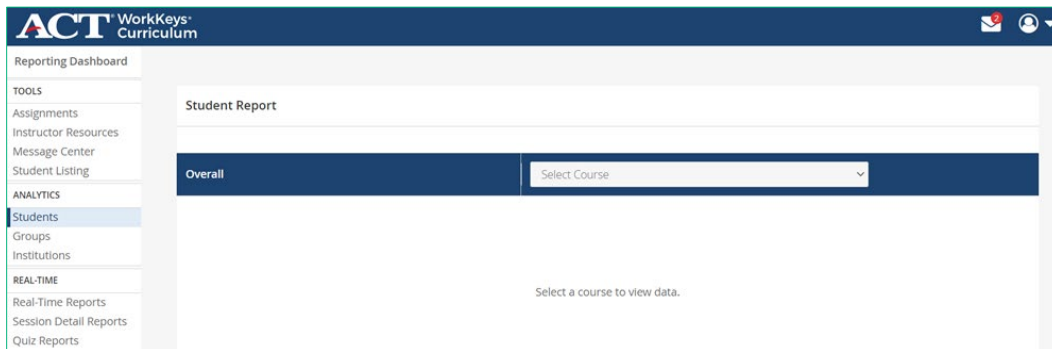 ACT WorkKeys®
Curriculum
2
Reporting Dashboard
TOOLS
Assignments
Instructor Resources
Message Center
Student Listing
ANALYTICS
Students
Groups
Institutions
REAL-TIME
Real-Time Reports
Session Detail Reports
Quiz Reports
Student Report
Overall
Select Course
Select a course to view data.